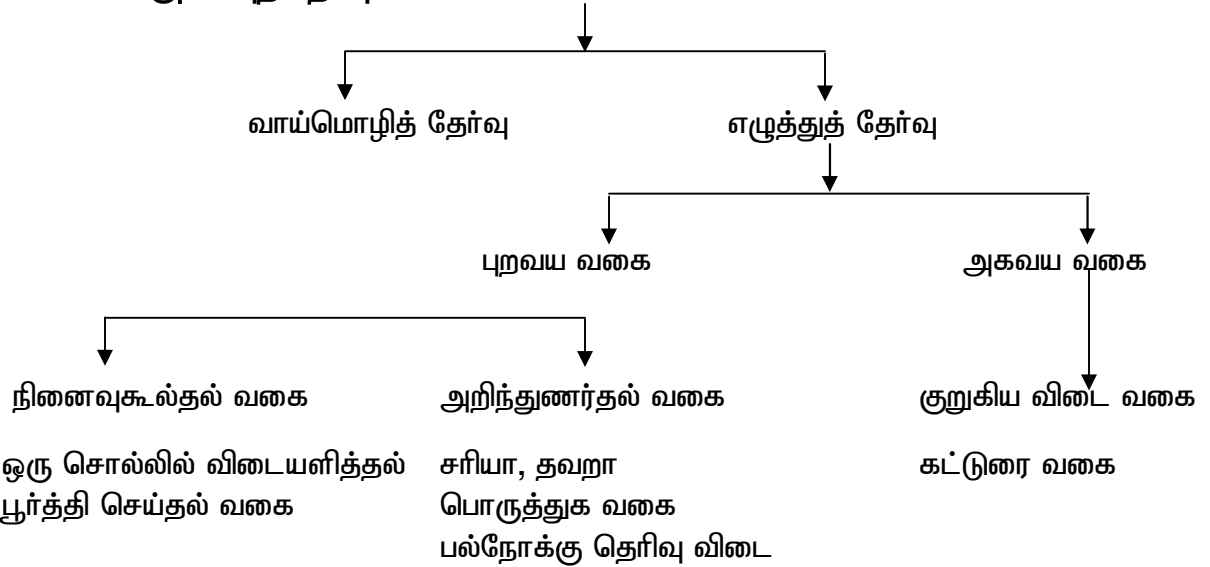 வாய்மொழித் தேர்வு எழுத்துத் தேர்வு
புறவய வகை அகவய வகை
நினைவுகூல்தல் வகை அறிந்துணர்தல் வகை குறுகிய விடை வகை
ஒரு சொல்லில் விடையளித்தல் சரியா, தவறா கட்டுரை வகை
பூர்த்தி செய்தல் வகை பொருத்துக வகை
பல்நோக்கு தெரிவு விடை